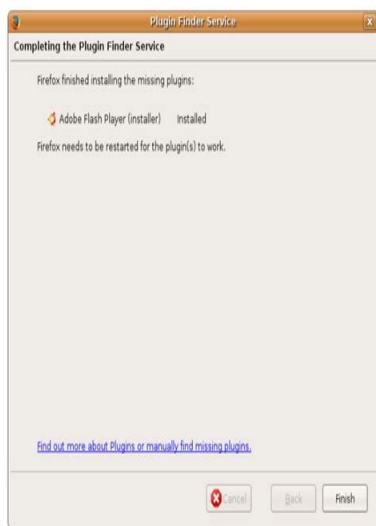 Plugin Finder Service
Completing the Plugin Finder Service
Firefox finished installing the missing plugins:
Adobe Flash Player (installer) Installed
Firefox needs to be restarted for the plugin(s) to work.
Find out more about Plugins or manually find missing plugins.
Cancel Back Finish